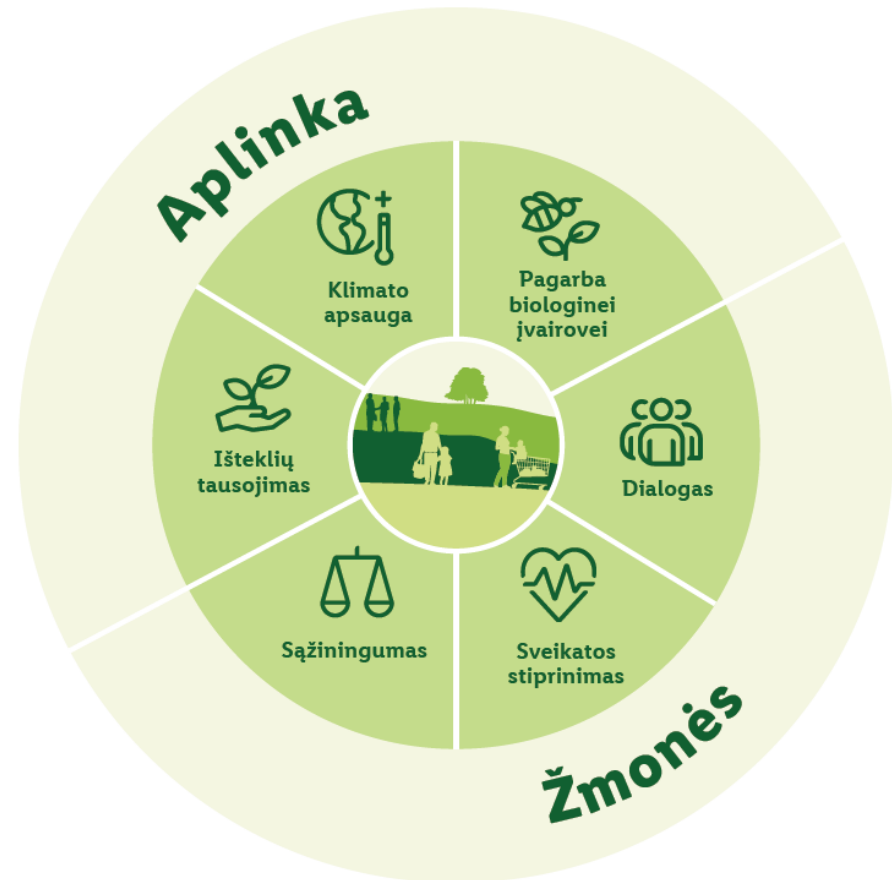 Aplinka
Klimato
apsauga
Pagarba
biologinei
įvairovei
Išteklių
tausojimas
Dialogas
Sąžiningumas
Sveikatos
stiprinimas
Žmonės